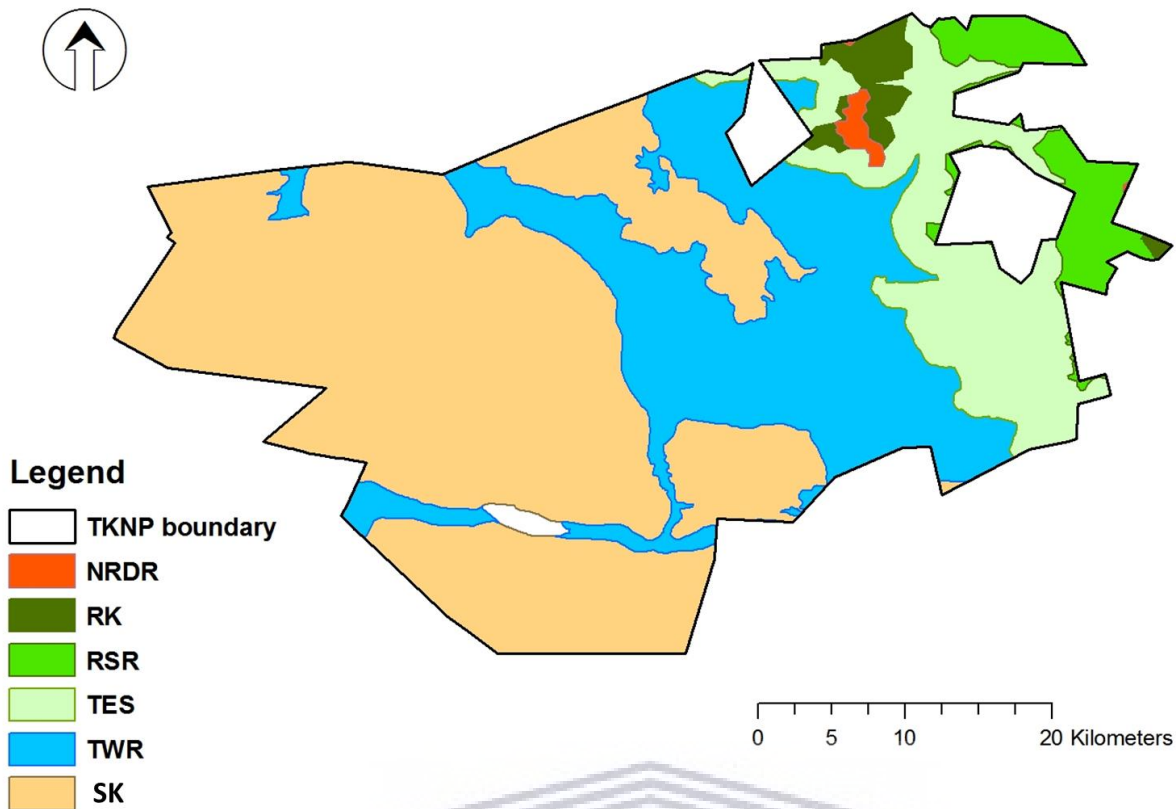 Legend
TKNP boundary
NRDR
RK
RSR
TES
TWR
SK
0 5 10 20 Kilometers